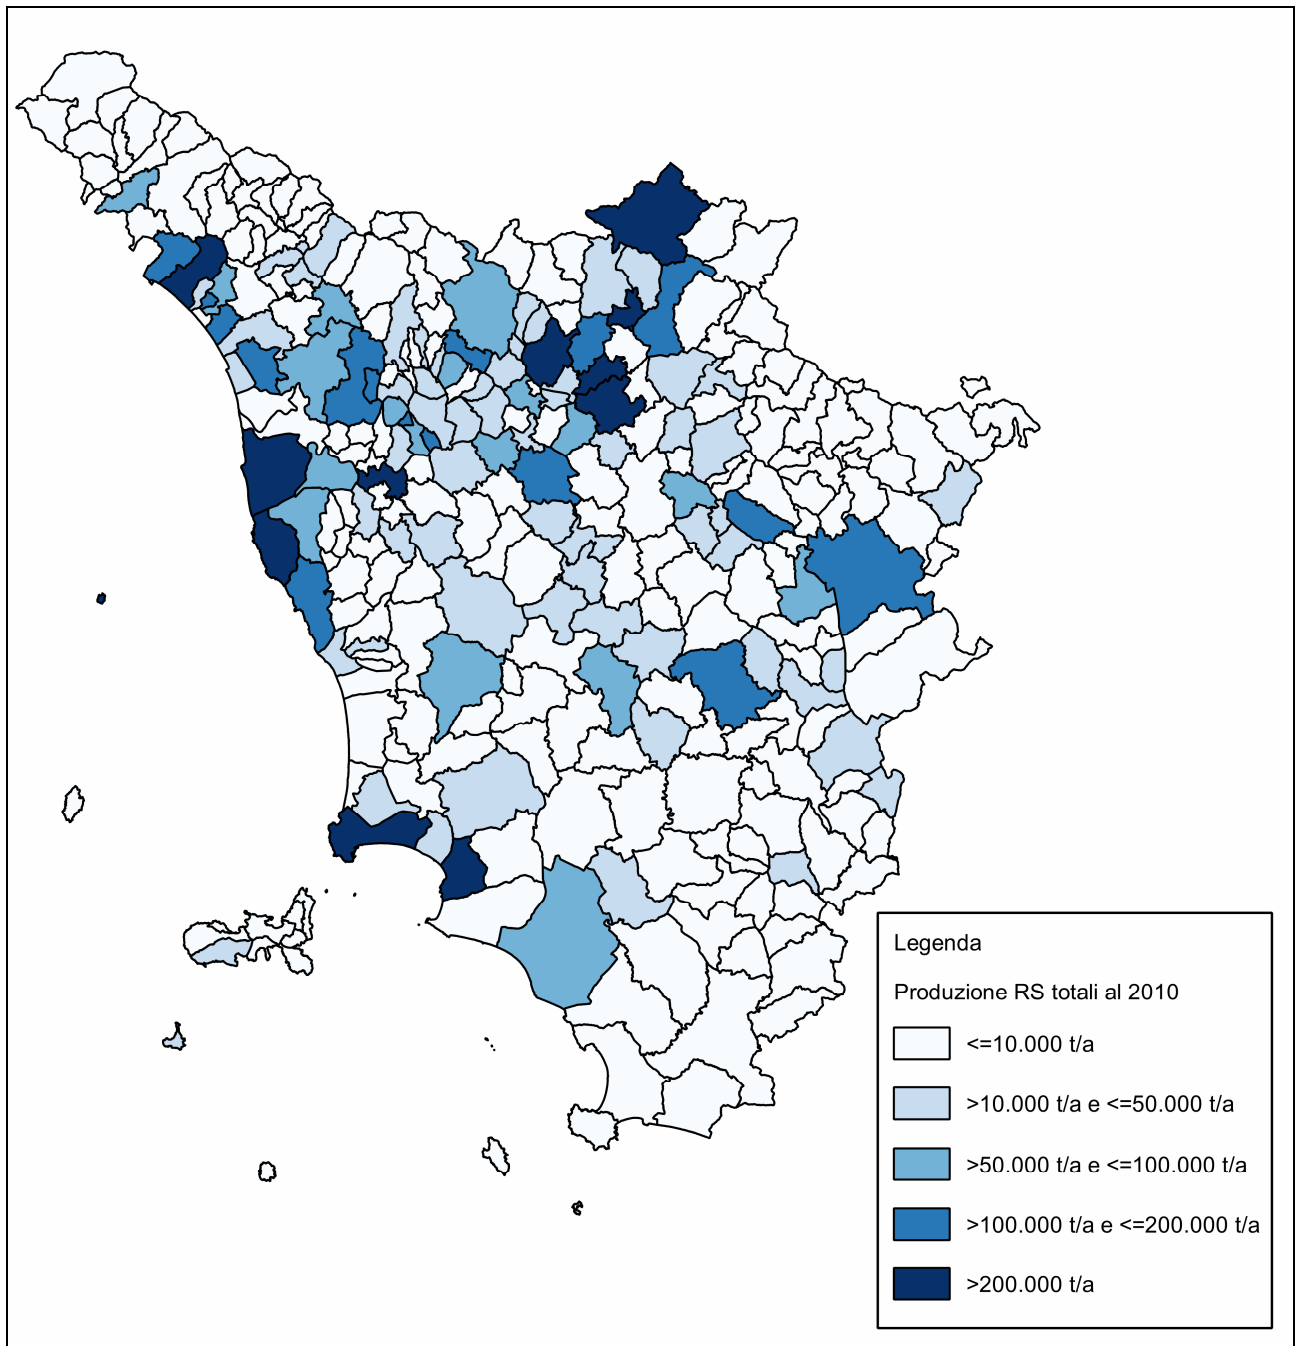 Legenda
Produzione RS totali al 2010
<=10.000 t/a
>10.000 t/a e <=50.000 t/a
>50.000 t/a e <=100.000 t/a
>100.000 t/a e <=200.000 t/a
>200.000 t/a